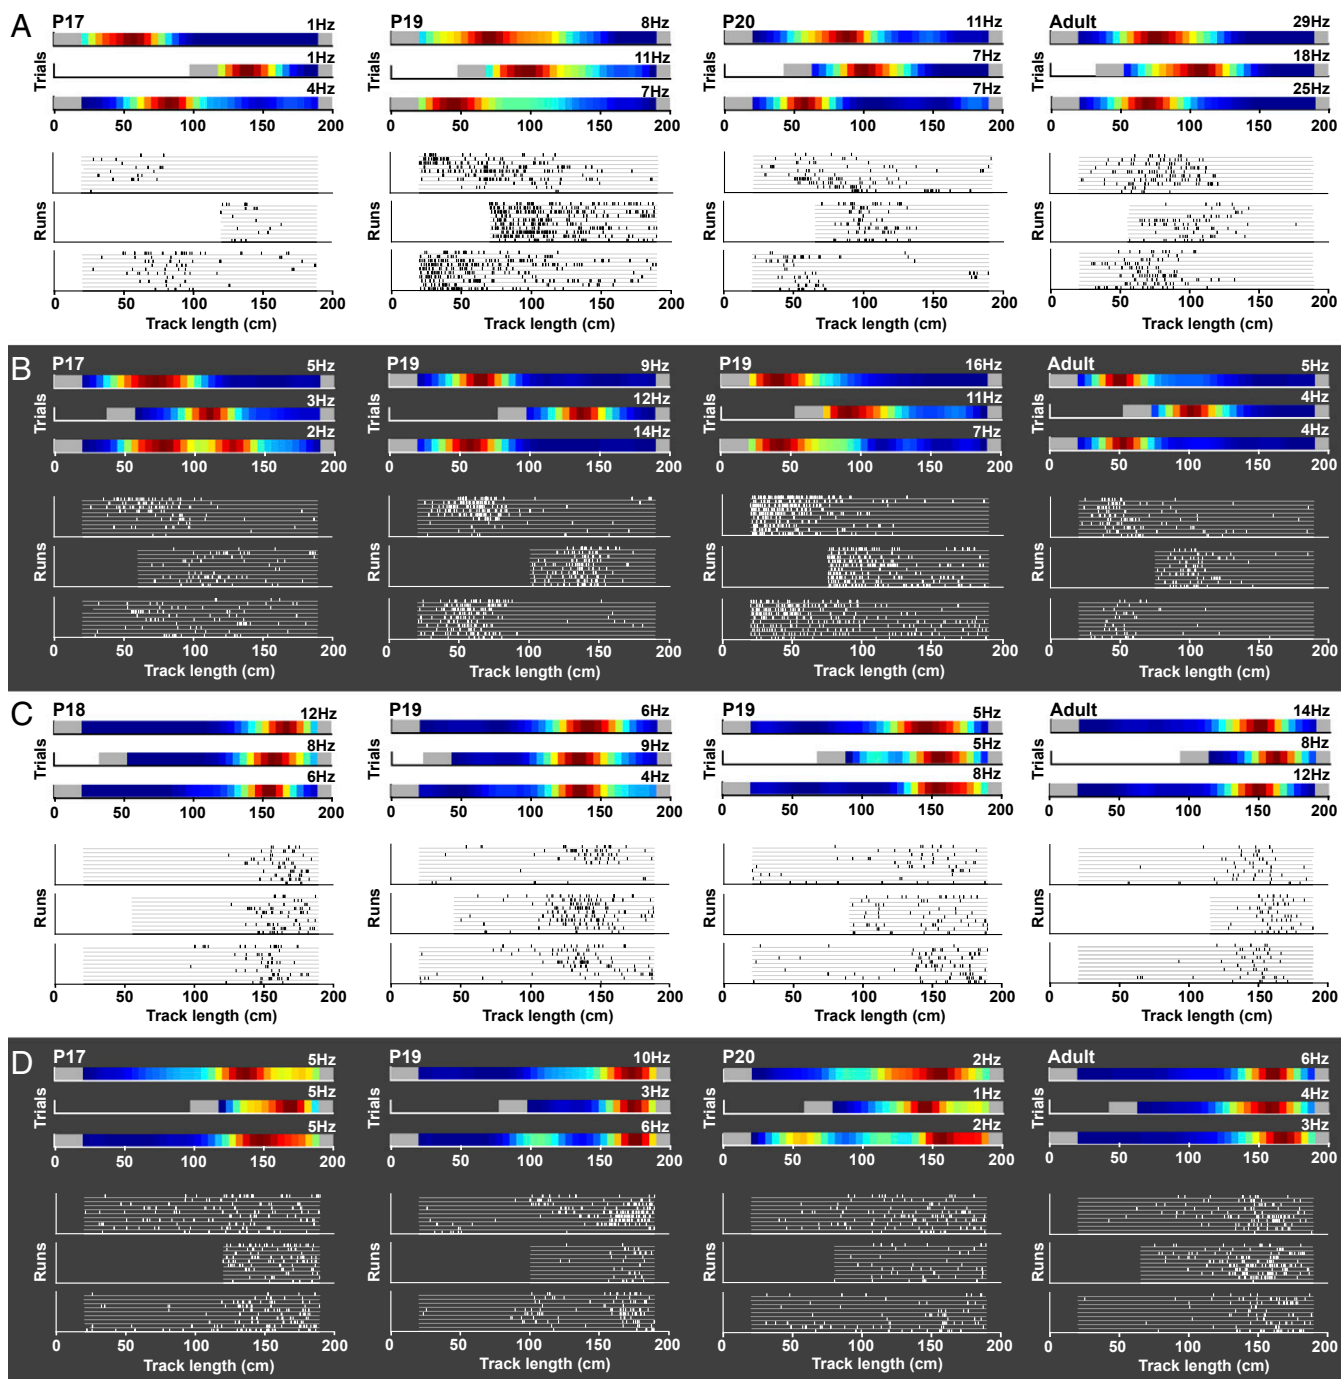 A
P17 1Hz P19 8Hz P20 11Hz Adult 29Hz
Trials 1Hz Trials 11Hz Trials 7Hz Trials 18Hz
4Hz 7Hz 7Hz 25Hz
0 50 100 150 200 0 50 100 150 200 0 50 100 150 200 0 50 100 150 200
Runs Runs Runs Runs
0 50 100 150 200 0 50 100 150 200 0 50 100 150 200 0 50 100 150 200
Track length (cm) Track length (cm) Track length (cm) Track length (cm)
B
P17 5Hz P19 9Hz P19 16Hz Adult 5Hz
Trials 3Hz Trials 12Hz Trials 11Hz Trials 4Hz
2Hz 14Hz 7Hz 4Hz
0 50 100 150 200 0 50 100 150 200 0 50 100 150 200 0 50 100 150 200
Runs Runs Runs Runs
0 50 100 150 200 0 50 100 150 200 0 50 100 150 200 0 50 100 150 200
Track length (cm) Track length (cm) Track length (cm) Track length (cm)
C
P18 12Hz P19 6Hz P19 5Hz Adult 14Hz
Trials 8Hz Trials 9Hz Trials 5Hz Trials 8Hz
6Hz 4Hz 8Hz 12Hz
0 50 100 150 200 0 50 100 150 200 0 50 100 150 200 0 50 100 150 200
Runs Runs Runs Runs
0 50 100 150 200 0 50 100 150 200 0 50 100 150 200 0 50 100 150 200
Track length (cm) Track length (cm) Track length (cm) Track length (cm)
D
P17 5Hz P19 10Hz P20 2Hz Adult 6Hz
Trials 5Hz Trials 3Hz Trials 1Hz Trials 4Hz
5Hz 6Hz 2Hz 3Hz
0 50 100 150 200 0 50 100 150 200 0 50 100 150 200 0 50 100 150 200
Runs Runs Runs Runs
0 50 100 150 200 0 50 100 150 200 0 50 100 150 200 0 50 100 150 200
Track length (cm) Track length (cm) Track length (cm) Track length (cm)